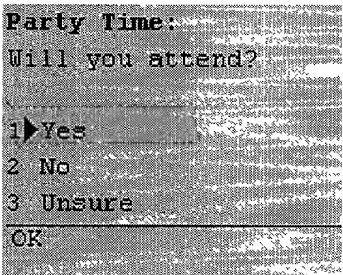 Party Time:
Will you attend?
1 Yes
2 No
3 Unsure
OK